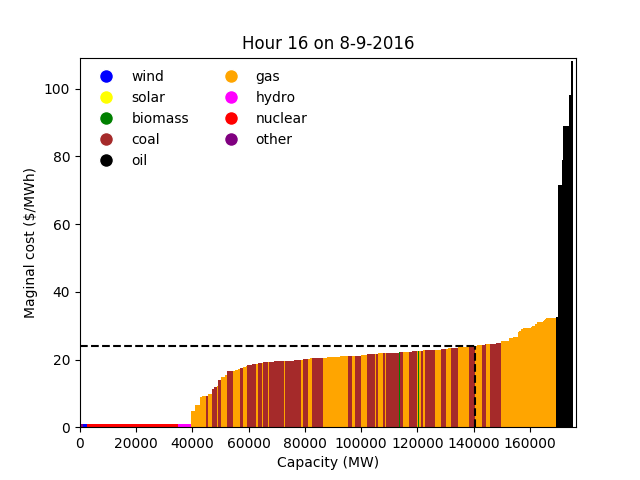 Hour 16 on 8-9-2016
wind
solar
biomass
coal
oil
gas
hydro
nuclear
other
Maginal cost ($/MWh)
100
80
60
40
20
0
0 20000 40000 60000 80000 100000 120000 140000 160000
Capacity (MW)